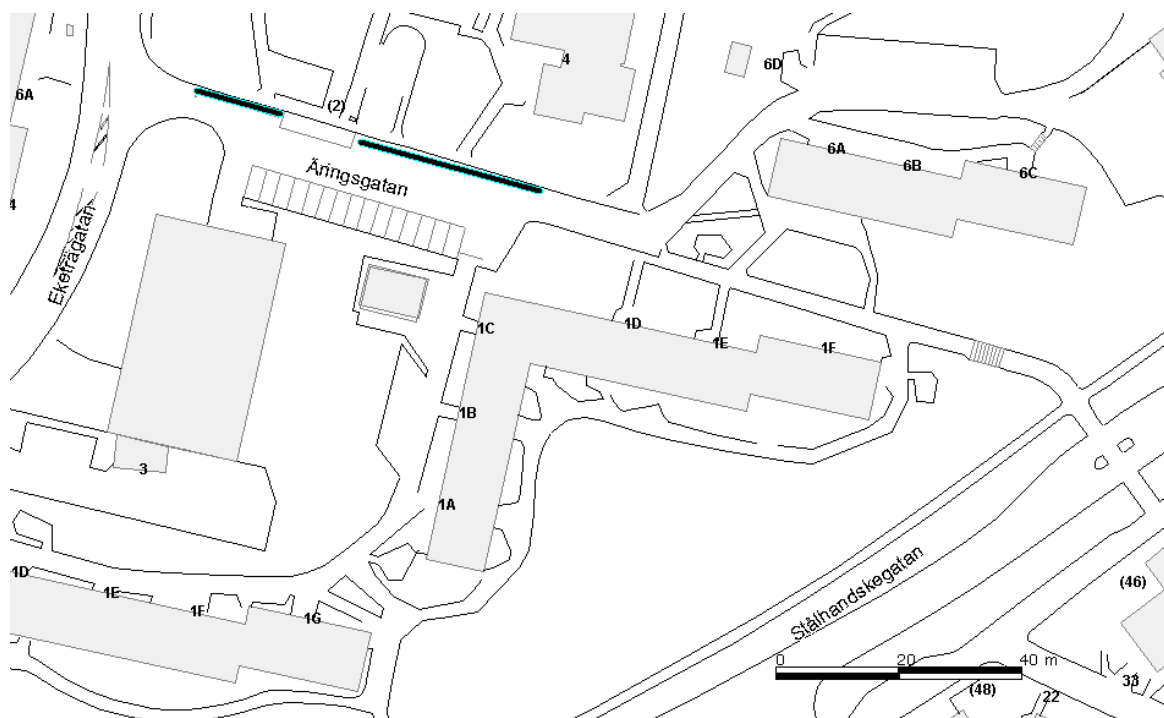 6A
4
(2)
4
6D
6A
6B
6C
Äringsgatan
Eketrägatan
1C
1D
1E
1F
1B
3
1A
1D
1E
1F
1G
Stålhandskegatan
(46)
0 20 40 m
(48)
22
33